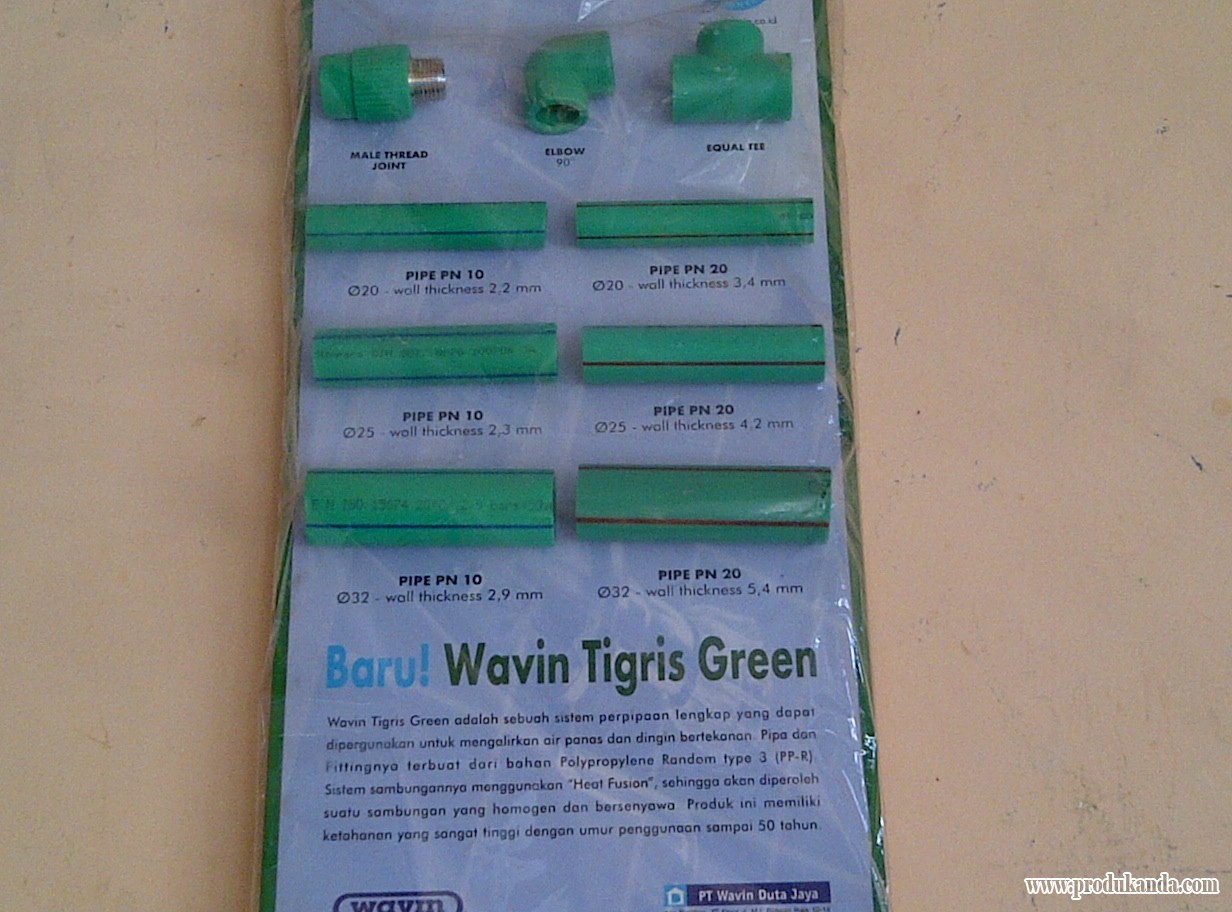 co.id
MALE THREAD
JOINT
ELBOW
90°
EQUAL TEE
PIPE PN 10
Ø20 - wall thickness 2,2 mm
PIPE PN 20
Ø20 - wall thickness 3,4 mm
PIPE PN 10
Ø25 - wall thickness 2,3 mm
PIPE PN 20
Ø25 - wall thickness 4,2 mm
PIPE PN 10
Ø32 - wall thickness 2,9 mm
PIPE PN 20
Ø32 - wall thickness 5,4 mm
Baru! Wavin Tigris Green
Wavin Tigris Green adalah sebuah sistem perpipaan lengkap yang dapat
dipergunakan untuk mengalirkan air panas dan dingin bertekanan. Pipa dan
Fittingnya terbuat dari bahan Polypropylene Random type 3 (PP-R).
Sistem sambungannya menggunakan "Heat Fusion", sehingga akan diperoleh
suatu sambungan yang homogen dan bersenyawa. Produk ini memiliki
ketahanan yang sangat tinggi dengan umur penggunaan sampai 50 tahun.
wavin
PT Wavin Duta Jaya
www.produkanda.com